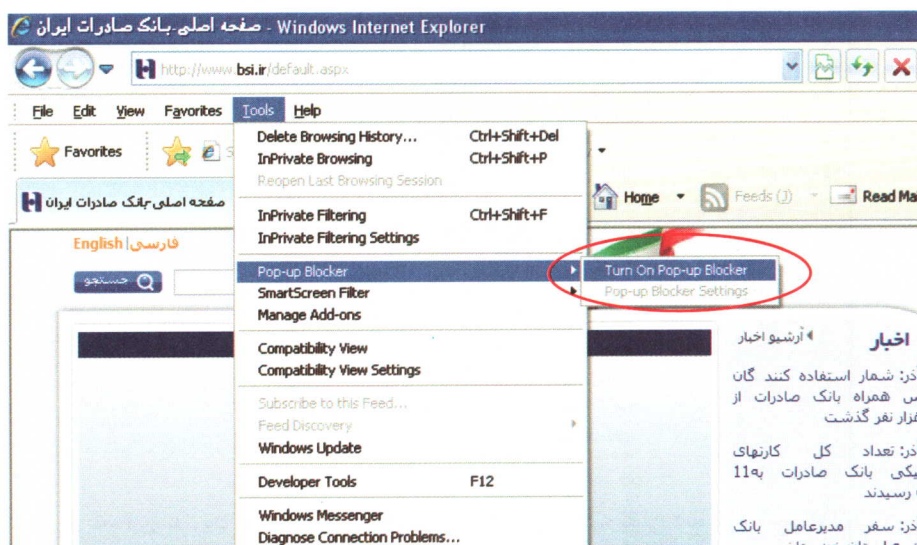 صفحه اصلی-بانک صادرات ایران - Windows Internet Explorer
http://www.bsi.ir/default.aspx
File Edit View Favorites Tools Help
Favorites
Delete Browsing History... Ctrl+Shift+Del
InPrivate Browsing Ctrl+Shift+P
Reopen Last Browsing Session
InPrivate Filtering Ctrl+Shift+F
InPrivate Filtering Settings
Pop-up Blocker
Turn On Pop-up Blocker
Pop-up Blocker Settings
SmartScreen Filter
Manage Add-ons
Compatibility View
Compatibility View Settings
Subscribe to this Feed...
Feed Discovery
Windows Update
Developer Tools F12
Windows Messenger
Diagnose Connection Problems...
صفحه اصلی-بانک صادرات ایران
Home Feeds (J) Read Ma
فارسی | English
جستجو
اخبار
آرشیو اخبار
آذر: شمار استفاده کنند گان
همراه بانک صادرات از
هزار نفر گذشت
آذر: تعداد کل کارتهای
بانک صادرات به 11
رسیدند
آذر: سفر مدیرعامل بانک